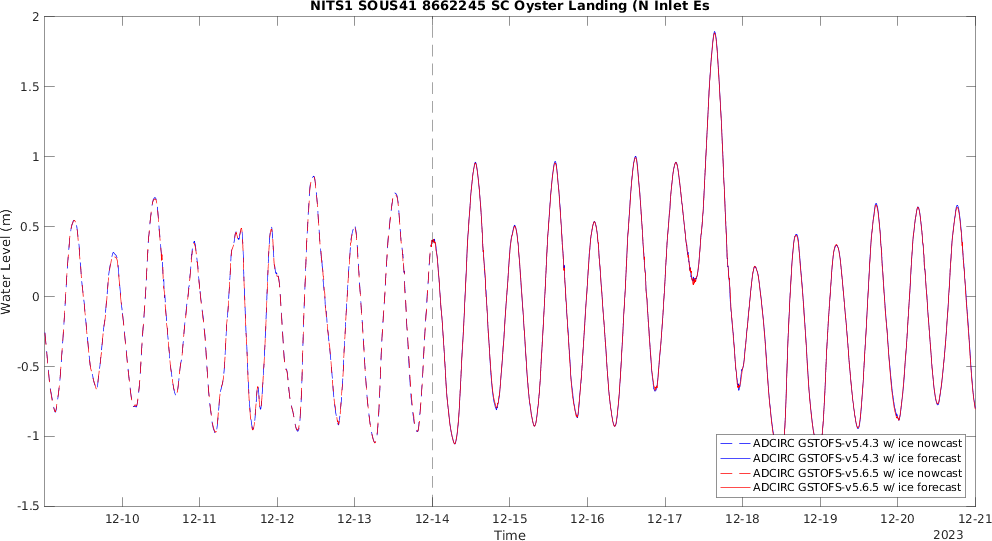 NITS1 SOUS41 8662245 SC Oyster Landing (N Inlet Es
Water Level (m)
2
1.5
1
0.5
0
-0.5
-1
-1.5
ADCIRC GSTOFS-v5.4.3 w/ ice nowcast
ADCIRC GSTOFS-v5.4.3 w/ ice forecast
ADCIRC GSTOFS-v5.6.5 w/ ice nowcast
ADCIRC GSTOFS-v5.6.5 w/ ice forecast
12-10 12-11 12-12 12-13 12-14 12-15 12-16 12-17 12-18 12-19 12-20 12-21
Time
2023